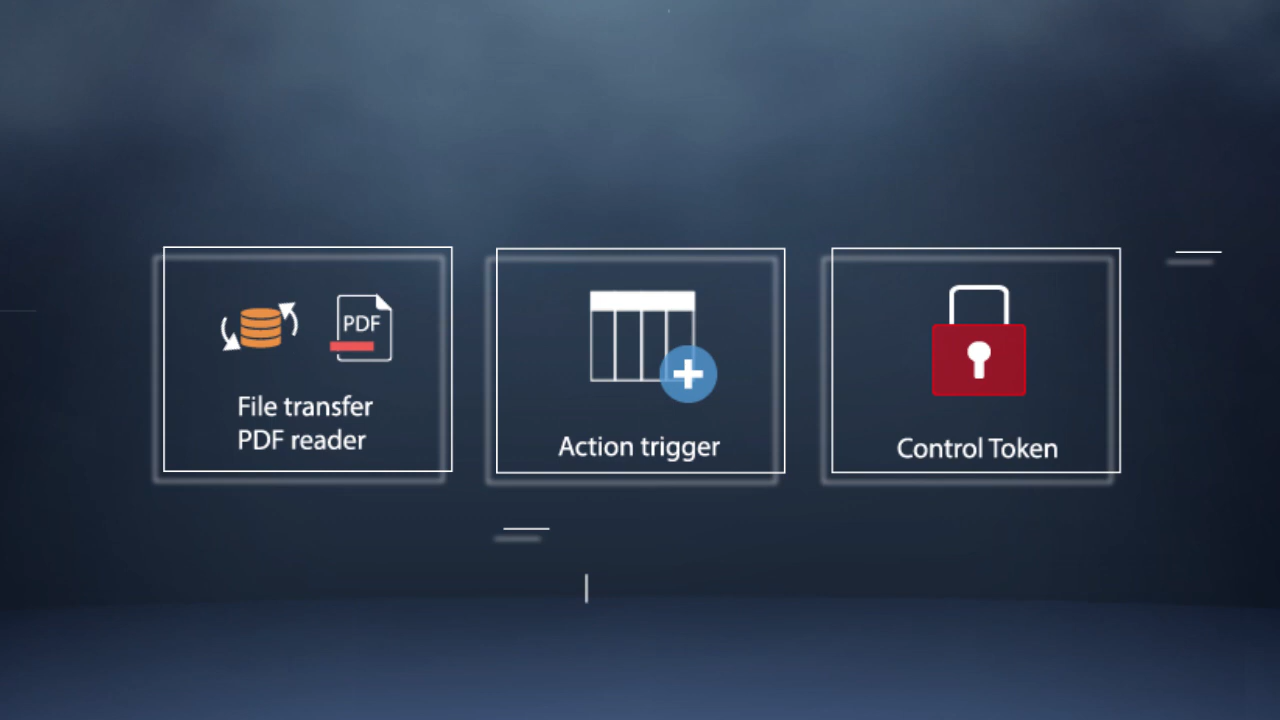 PDF
File transfer
PDF reader
Action trigger
Control Token